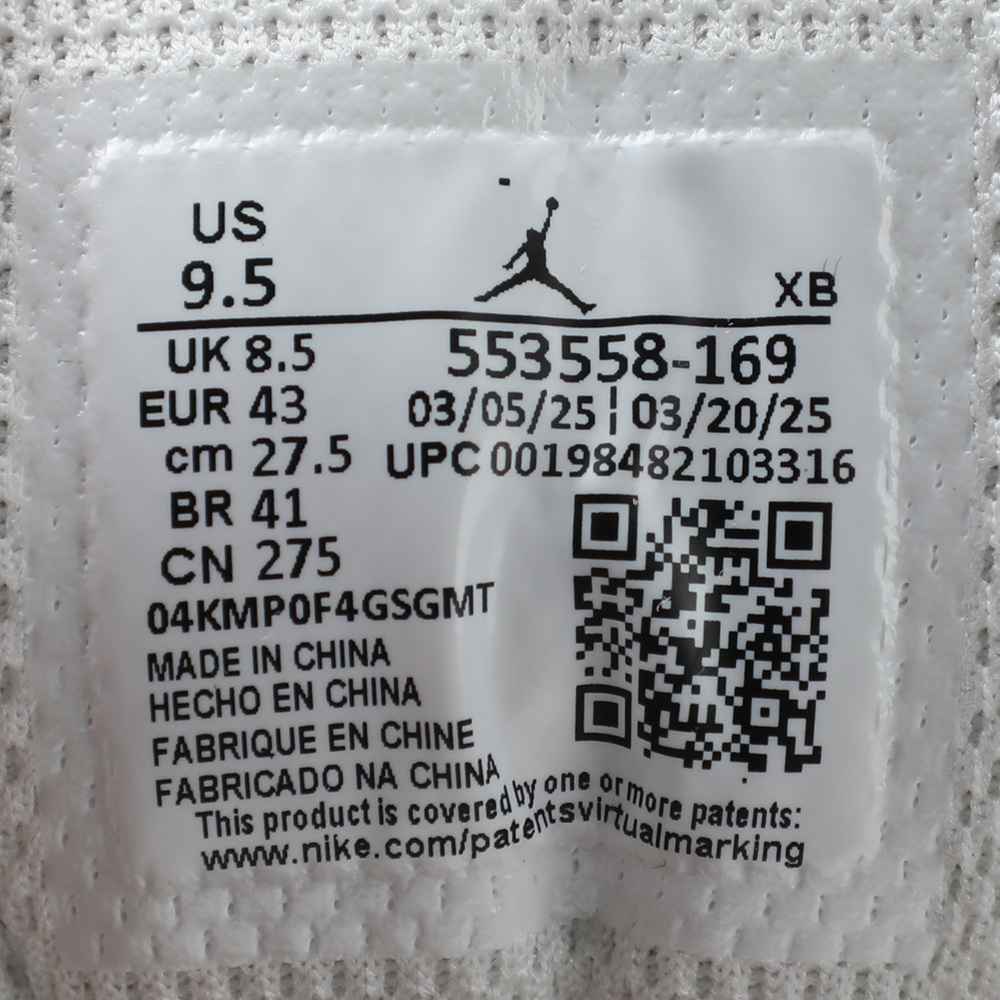 US
9.5
XB
UK 8.5
553558-169
EUR 43
03/05/25 | 03/20/25
cm 27.5
UPC 00198482103316
BR 41
CN 275
04KMP0F4GSGMT
MADE IN CHINA
HECHO EN CHINA
FABRIQUE EN CHINE
FABRICADO NA CHINA
This product is covered by one or more patents:
www.nike.com/patentsvirtualmarking